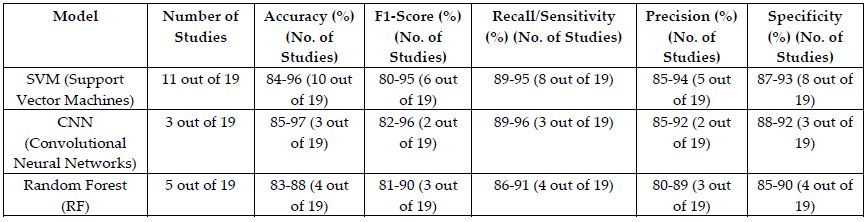 Model Number of Studies Accuracy (%) (No. of Studies) F1-Score (%) (No. of Studies) Recall/Sensitivity (%) (No. of Studies) Precision (%) (No. of Studies) Specificity (%) (No. of Studies)
SVM (Support Vector Machines) 11 out of 19 84-96 (10 out of 19) 80-95 (6 out of 19) 89-95 (8 out of 19) 85-94 (5 out of 19) 87-93 (8 out of 19)
CNN (Convolutional Neural Networks) 3 out of 19 85-97 (3 out of 19) 82-96 (2 out of 19) 89-96 (3 out of 19) 85-92 (2 out of 19) 88-92 (3 out of 19)
Random Forest (RF) 5 out of 19 83-88 (4 out of 19) 81-90 (3 out of 19) 86-91 (4 out of 19) 80-89 (3 out of 19) 85-90 (4 out of 19)